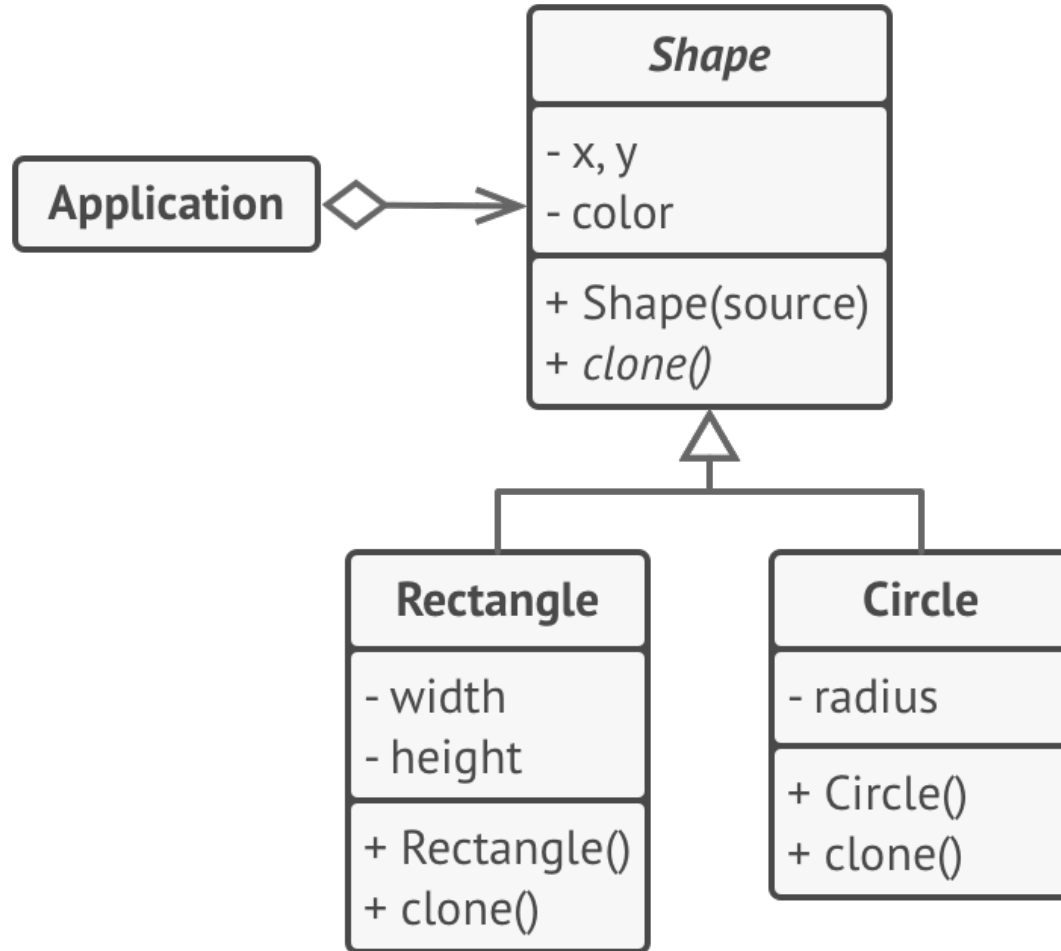 Shape
- x, y
- color
+ Shape(source)
+ clone()
Application
Rectangle
- width
- height
+ Rectangle()
+ clone()
Circle
- radius
+ Circle()
+ clone()